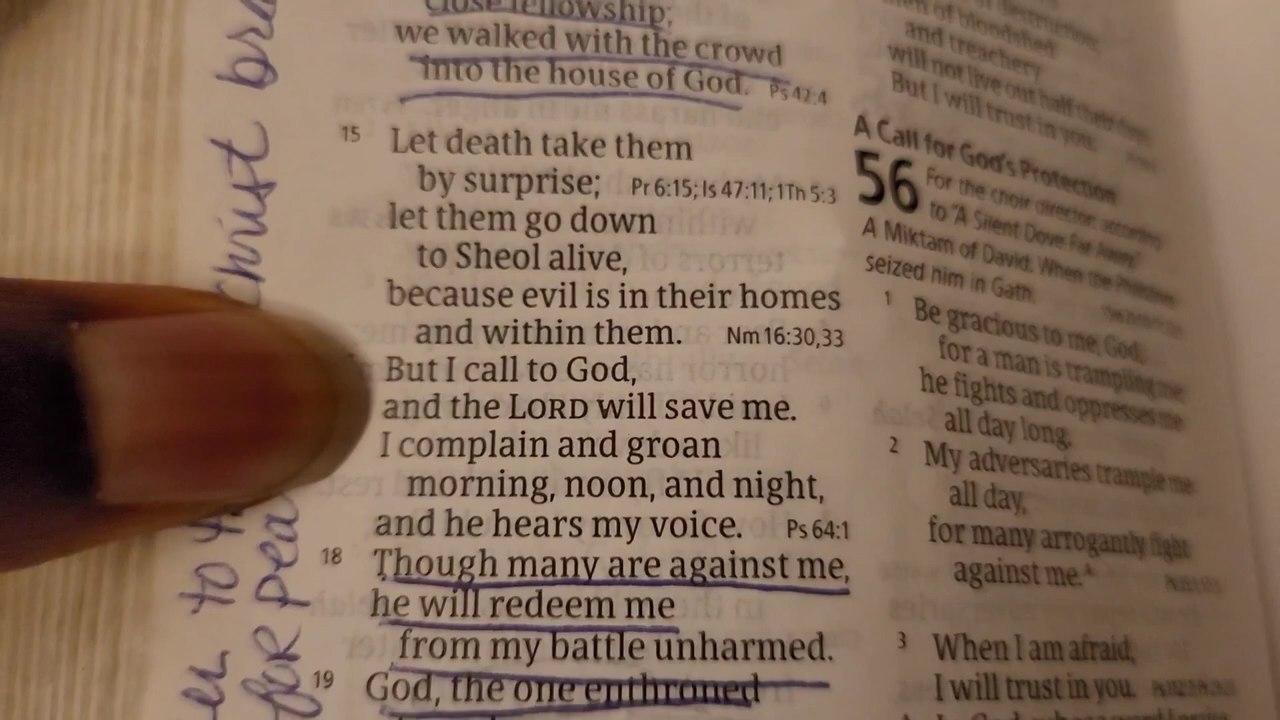 close fellowship;
we walked with the crowd
into the house of God. Ps 42:4
15 Let death take them
by surprise; Pr 6:15; Is 47:11; 1Th 5:3
let them go down
to Sheol alive,
because evil is in their homes
and within them. Nm 16:30,33
But I call to God,
and the LORD will save me.
I complain and groan
morning, noon, and night,
and he hears my voice. Ps 64:1
18 Though many are against me,
he will redeem me
from my battle unharmed.
19 God, the one enthroned
of bloodshed
and treachery
will not live out half their days.
But I will trust in you.
A Call for God's Protection
56 For the choir director: according
to "A Silent Dove Far Away."
A Miktam of David. When the Philistines
seized him in Gath.
1 Be gracious to me, God,
for a man is trampling me;
he fights and oppresses me
all day long.
2 My adversaries trample me
all day,
for many arrogantly fight
against me.A
3 When I am afraid,
I will trust in you.
Christ
to
for